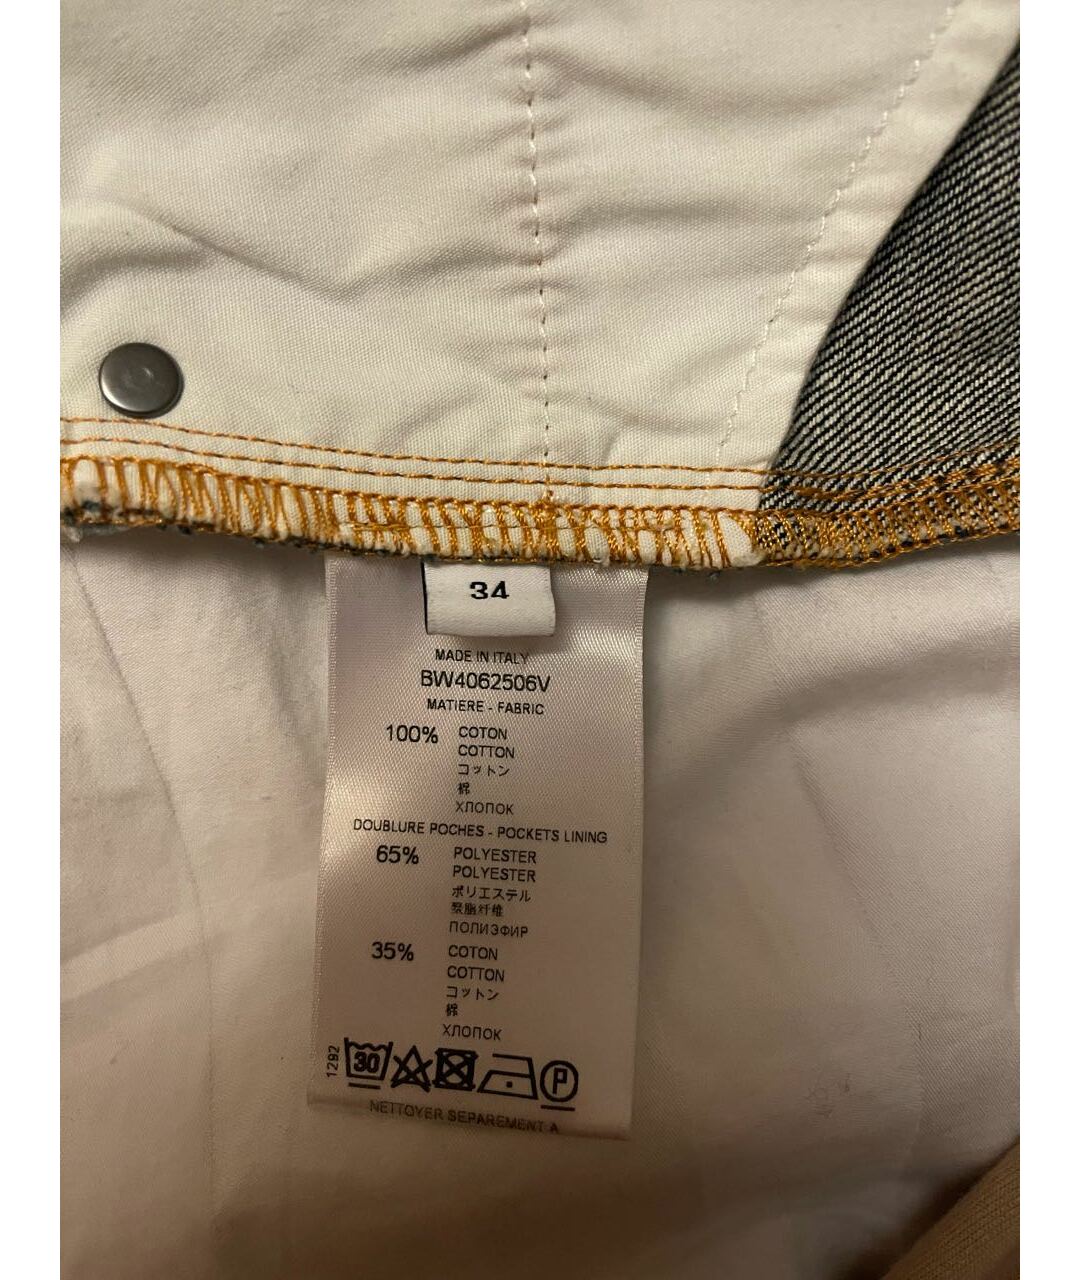 34
MADE IN ITALY
BW4062506V
MATIERE - FABRIC
100% COTON
COTTON
コットン
棉
ХЛОПОК
DOUBLURE POCHES - POCKETS LINING
65% POLYESTER
POLYESTER
ポリエステル
聚脂纤维
ПОЛИЭФИР
35% COTON
COTTON
コットン
棉
ХЛОПОК
1292
30 P
NETTOYER SEPAREMENT A